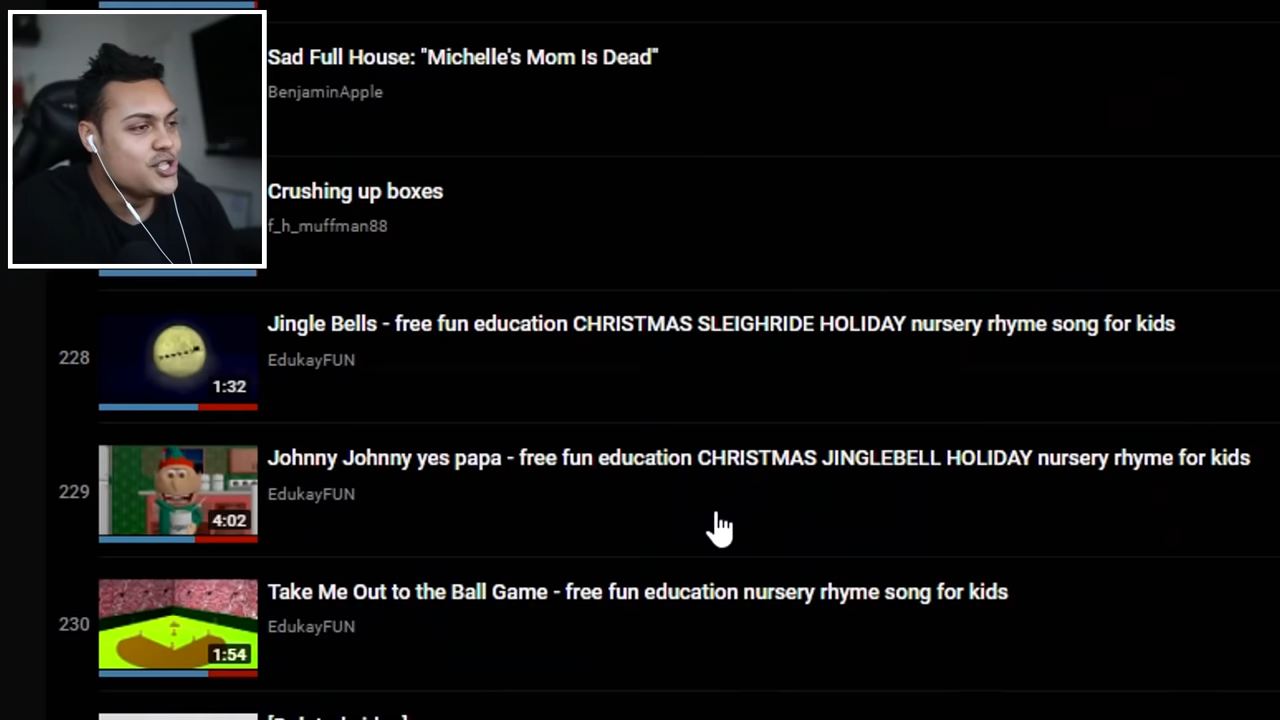 Sad Full House: "Michelle's Mom Is Dead"
BenjaminApple
Crushing up boxes
f_h_muffman88
228
1:32
Jingle Bells - free fun education CHRISTMAS SLEIGHRIDE HOLIDAY nursery rhyme song for kids
EdukayFUN
229
4:02
Johnny Johnny yes papa - free fun education CHRISTMAS JINGLEBELL HOLIDAY nursery rhyme for kids
EdukayFUN
230
1:54
Take Me Out to the Ball Game - free fun education nursery rhyme song for kids
EdukayFUN